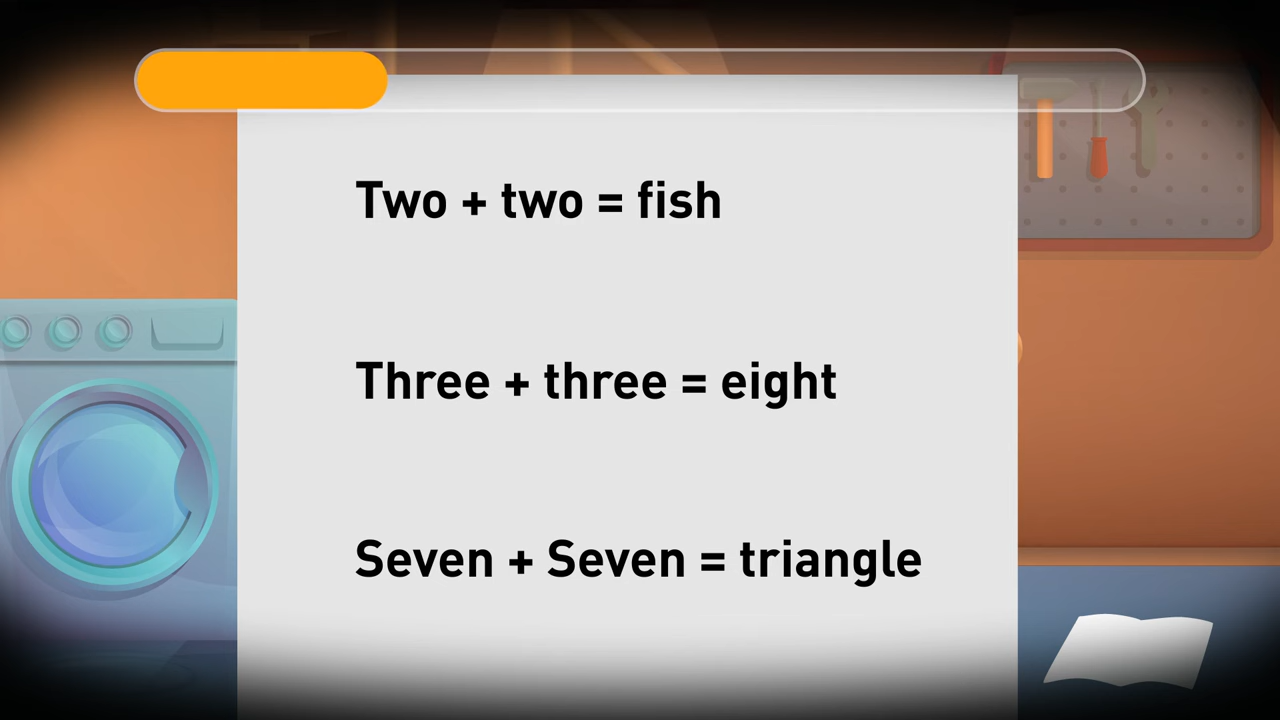 Two + two = fish
Three + three = eight
Seven + Seven = triangle